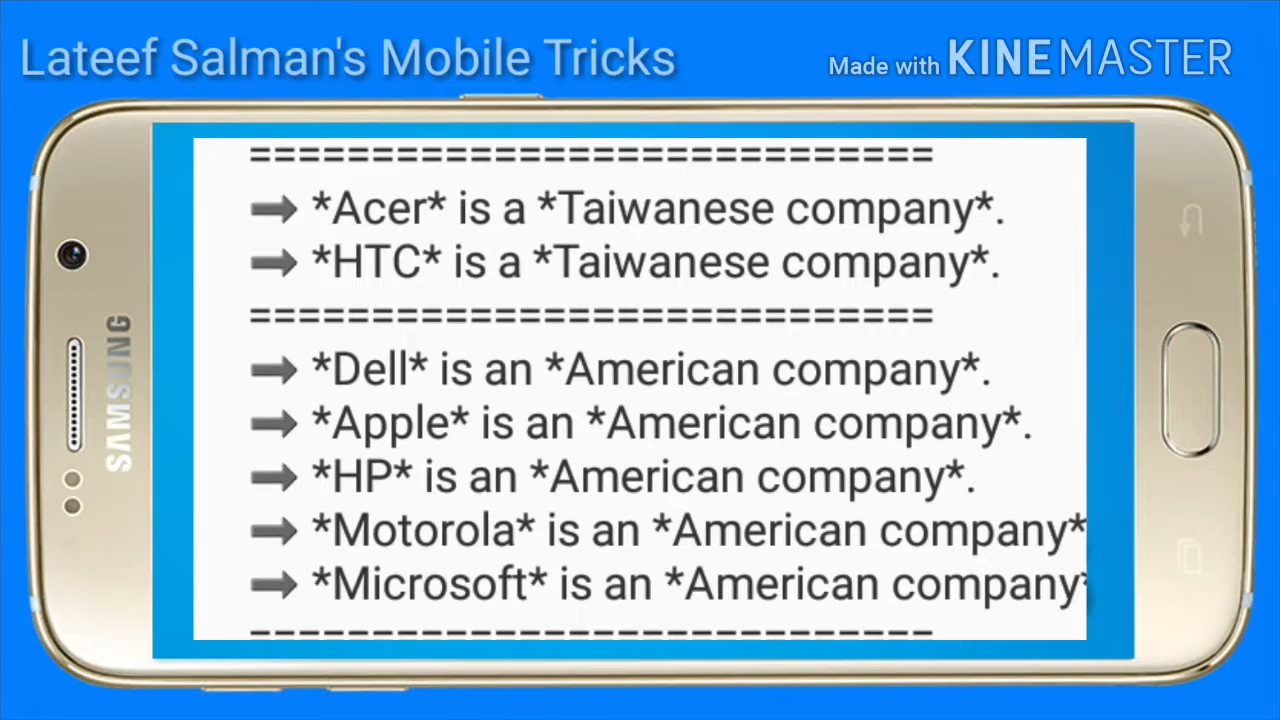 Lateef Salman's Mobile Tricks
Made with KINEMASTER
SAMSUNG
============================
➡ *Acer* is a *Taiwanese company*.
➡ *HTC* is a *Taiwanese company*.
============================
➡ *Dell* is an *American company*.
➡ *Apple* is an *American company*.
➡ *HP* is an *American company*.
➡ *Motorola* is an *American company*
➡ *Microsoft* is an *American company*
============================